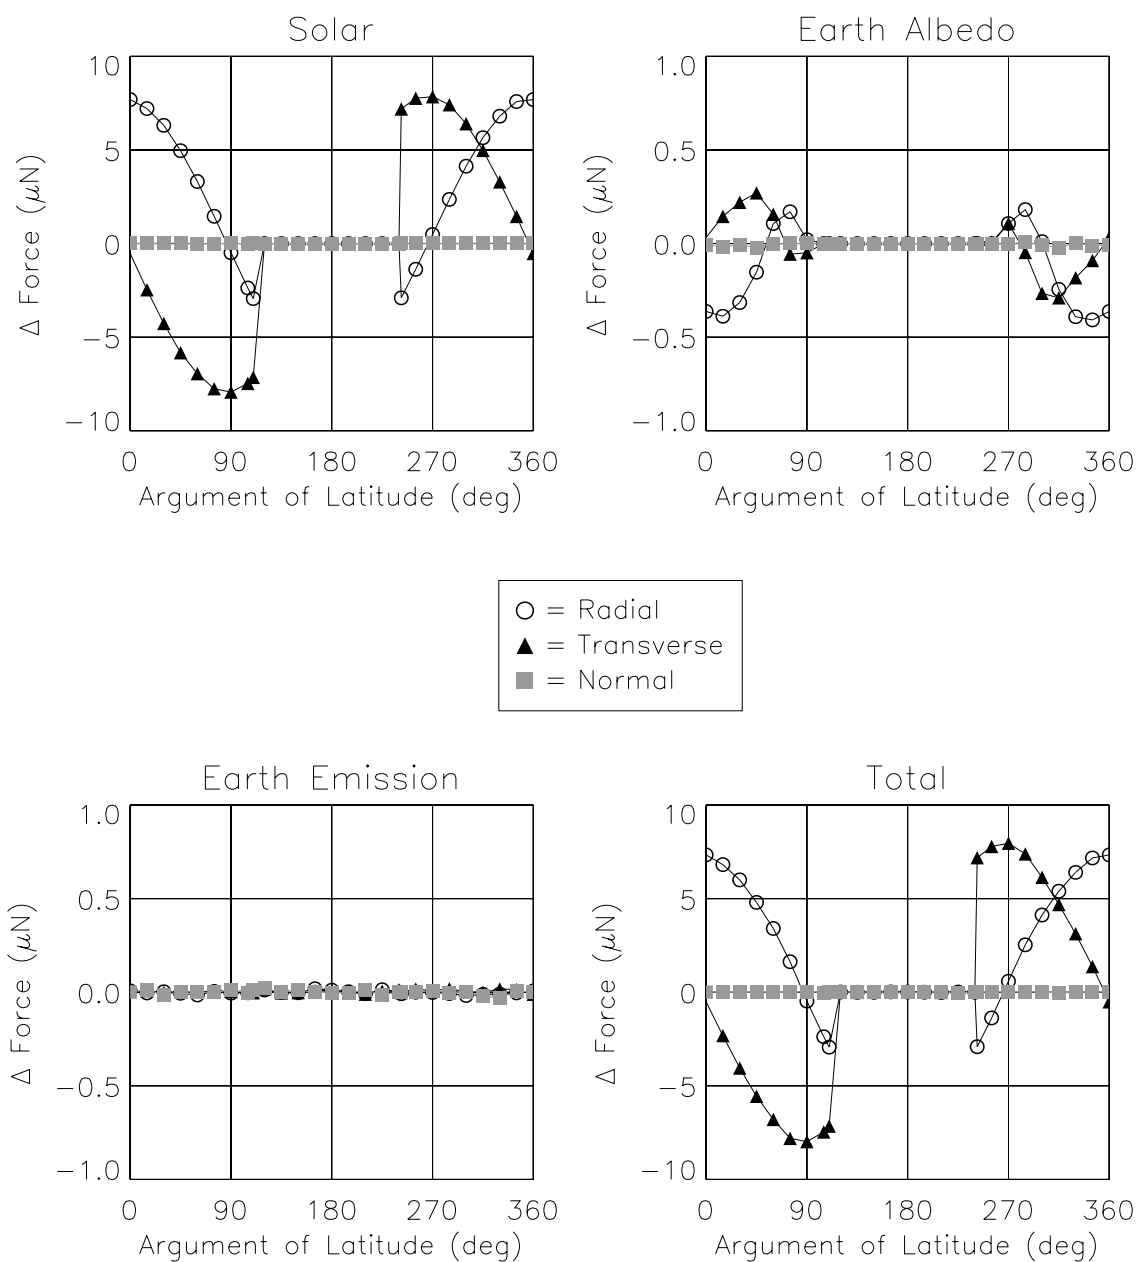 Solar
10
5
0
−5
−10
Δ Force (μN)
0 90 180 270 360
Argument of Latitude (deg)
Earth Albedo
1.0
0.5
0.0
−0.5
−1.0
Δ Force (μN)
0 90 180 270 360
Argument of Latitude (deg)
= Radial
= Transverse
= Normal
Earth Emission
1.0
0.5
0.0
−0.5
−1.0
Δ Force (μN)
0 90 180 270 360
Argument of Latitude (deg)
Total
10
5
0
−5
−10
Δ Force (μN)
0 90 180 270 360
Argument of Latitude (deg)